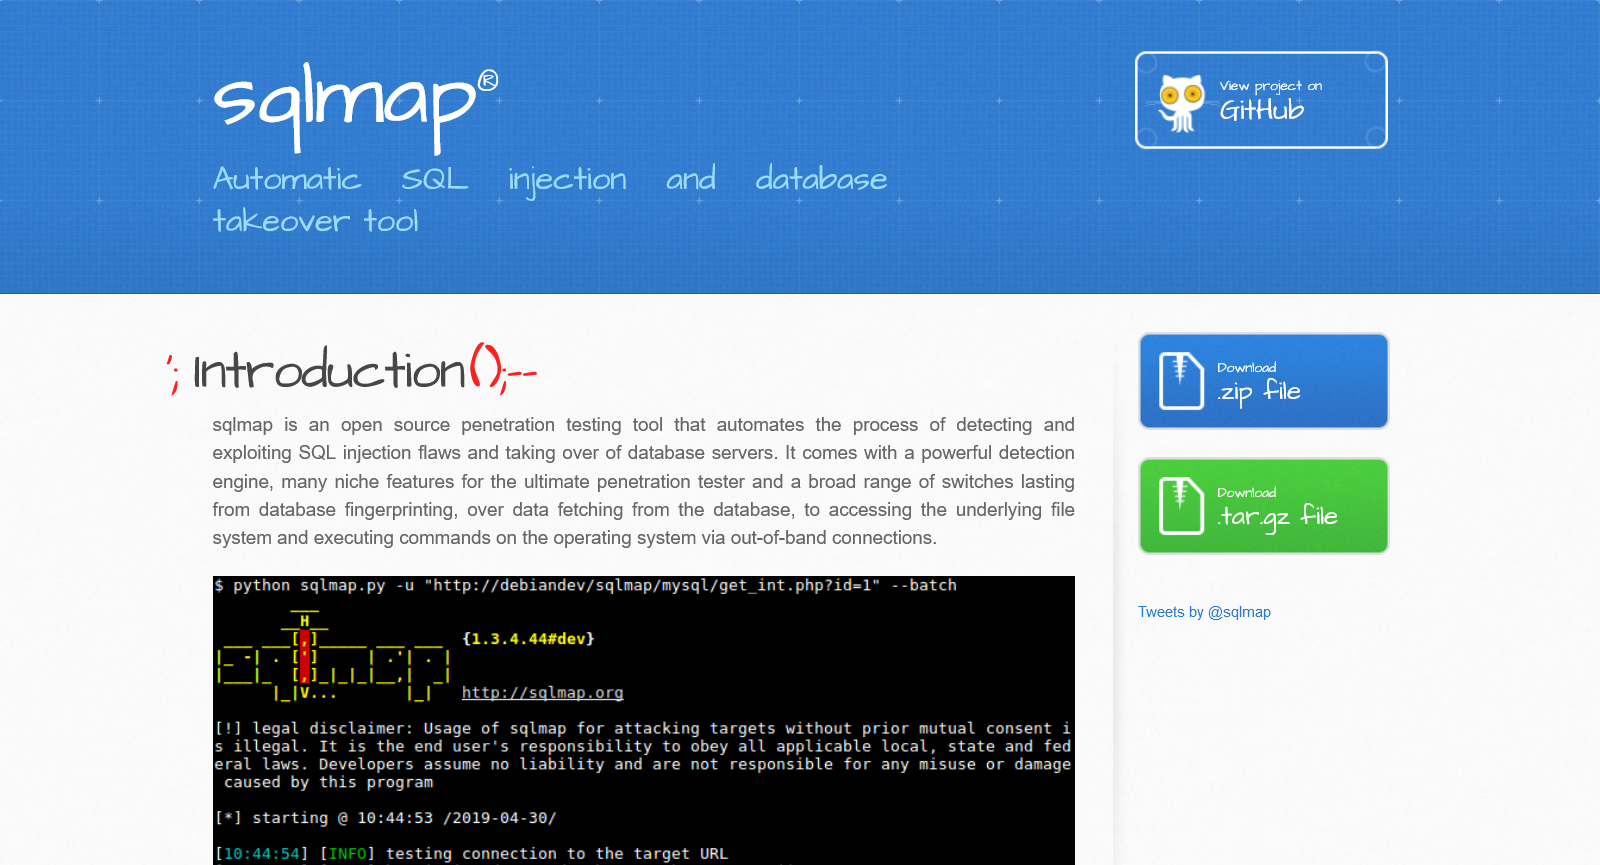 sqlmap®
Automatic SQL injection and database
takeover tool
View project on
GitHub
'; Introduction();--
sqlmap is an open source penetration testing tool that automates the process of detecting and
exploiting SQL injection flaws and taking over of database servers. It comes with a powerful detection
engine, many niche features for the ultimate penetration tester and a broad range of switches lasting
from database fingerprinting, over data fetching from the database, to accessing the underlying file
system and executing commands on the operating system via out-of-band connections.
$ python sqlmap.py -u "http://debiandev/sqlmap/mysql/get_int.php?id=1" --batch
{1.3.4.44#dev}
http://sqlmap.org
[!] legal disclaimer: Usage of sqlmap for attacking targets without prior mutual consent i
s illegal. It is the end user's responsibility to obey all applicable local, state and fed
eral laws. Developers assume no liability and are not responsible for any misuse or damage
caused by this program
[*] starting @ 10:44:53 /2019-04-30/
[10:44:54] [INFO] testing connection to the target URL
Download
.zip file
Download
.tar.gz file
Tweets by @sqlmap